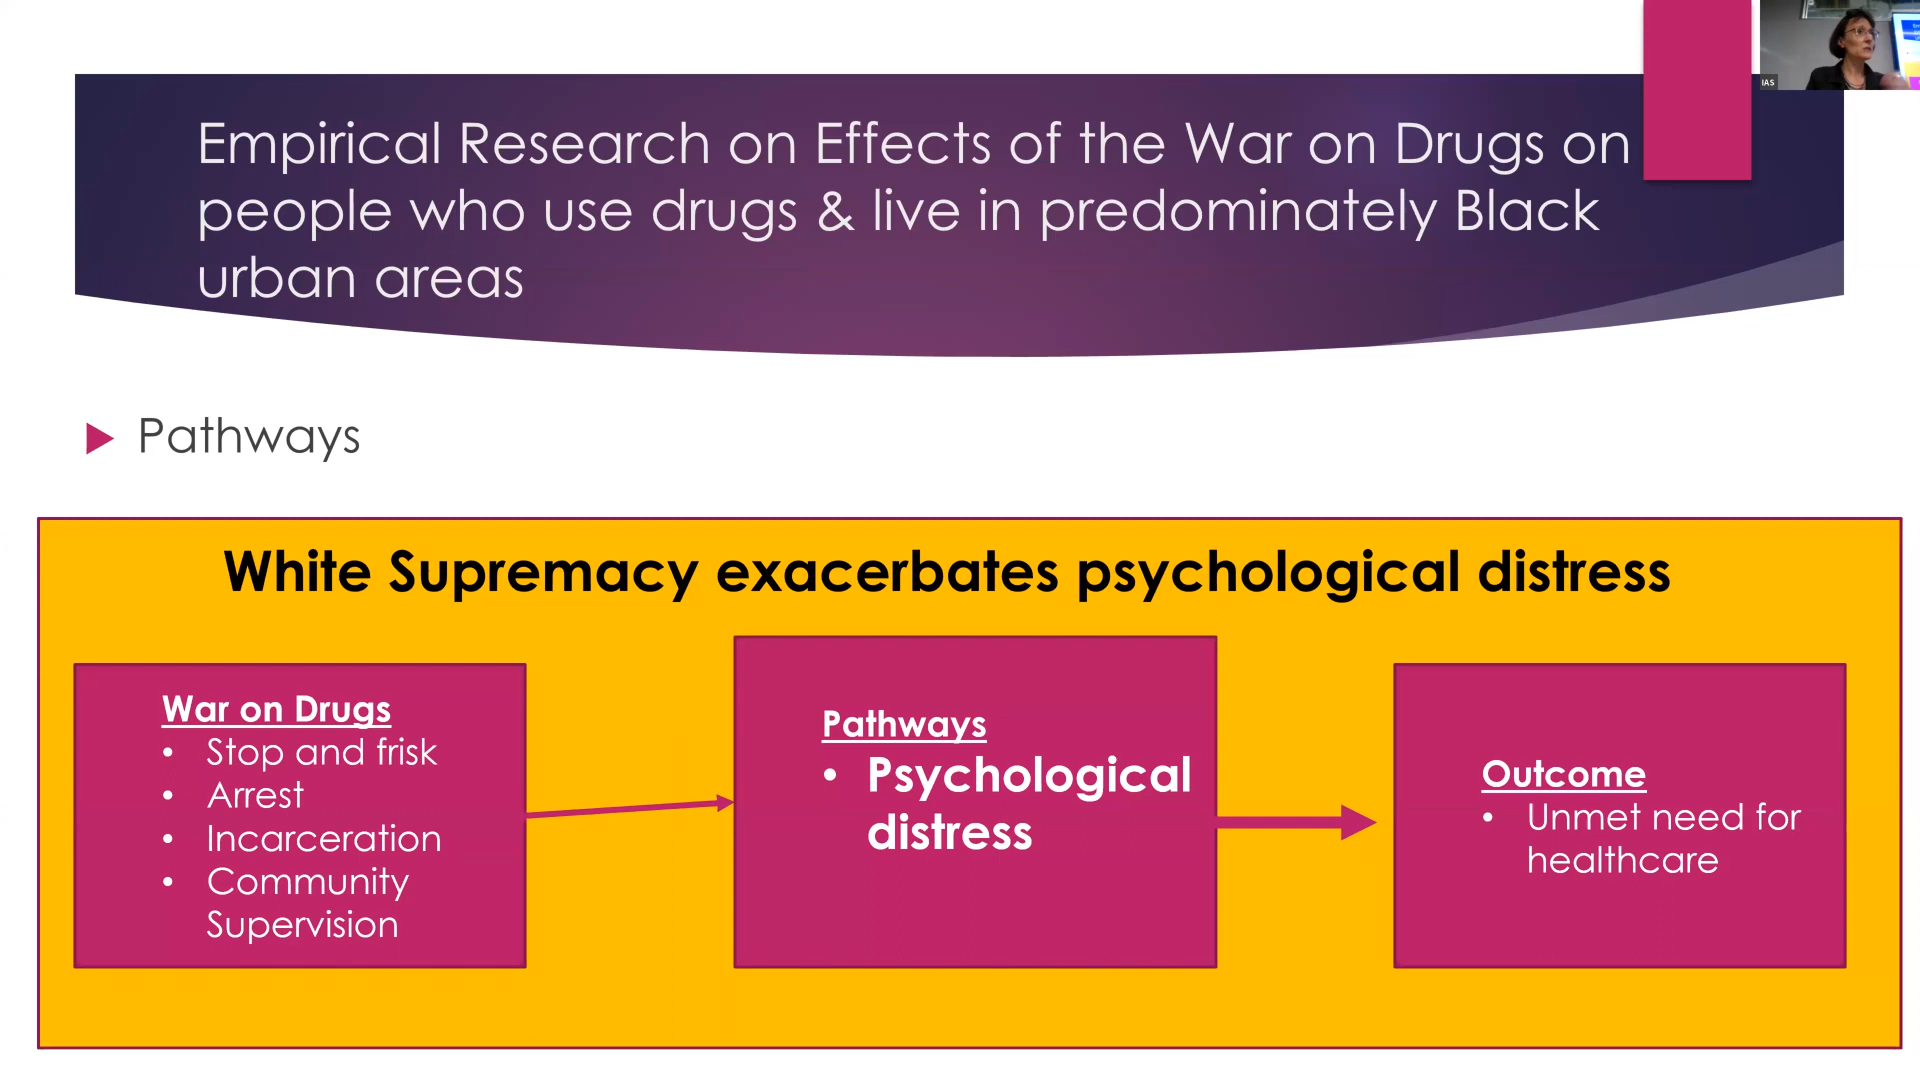 IAS
Empirical Research on Effects of the War on Drugs on
people who use drugs & live in predominately Black
urban areas
Pathways
White Supremacy exacerbates psychological distress
War on Drugs
• Stop and frisk
• Arrest
• Incarceration
• Community
Supervision
Pathways
• Psychological
distress
Outcome
• Unmet need for
healthcare